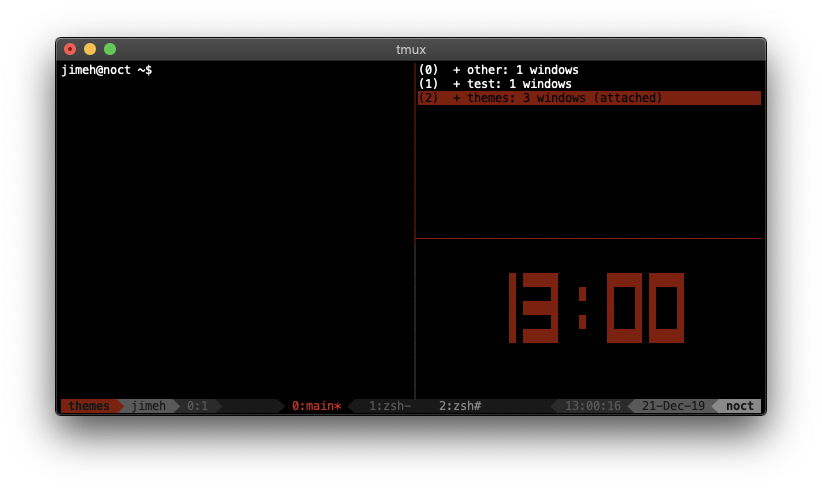 tmux
jimeh@noct ~$
(0) + other: 1 windows
(1) + test: 1 windows
(2) + themes: 3 windows (attached)
13:00
themes jimeh 0:1 0:main* 1:zsh- 2:zsh# 13:00:16 21-Dec-19 noct